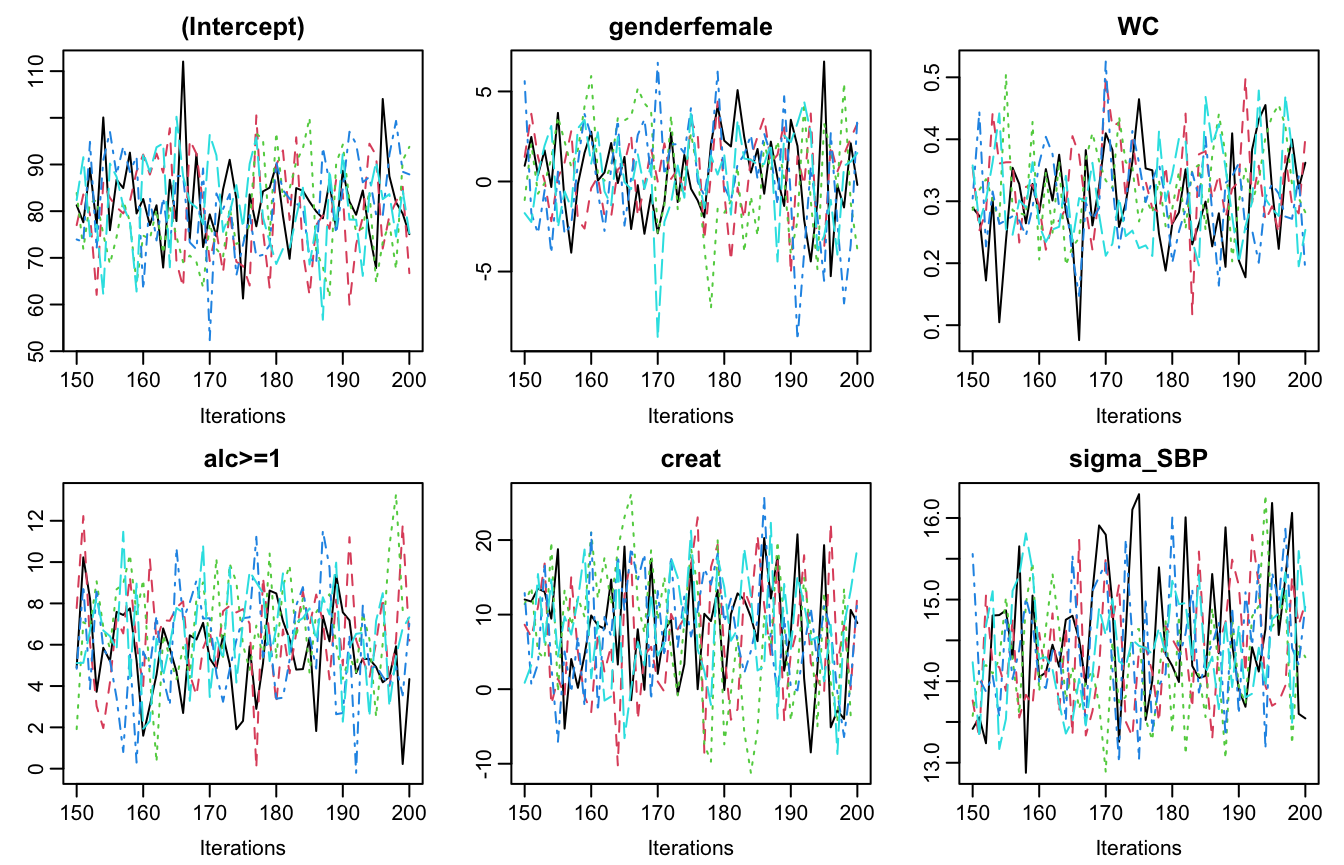 (Intercept) genderfemale WC
110 90 80 70 60 50
5 0 -5
0.5 0.4 0.3 0.2 0.1
150 160 170 180 190 200 150 160 170 180 190 200 150 160 170 180 190 200
Iterations Iterations Iterations
alc>=1 creat sigma_SBP
12 10 8 6 4 2 0
20 10 0 -10
16.0 15.0 14.0 13.0
150 160 170 180 190 200 150 160 170 180 190 200 150 160 170 180 190 200
Iterations Iterations Iterations